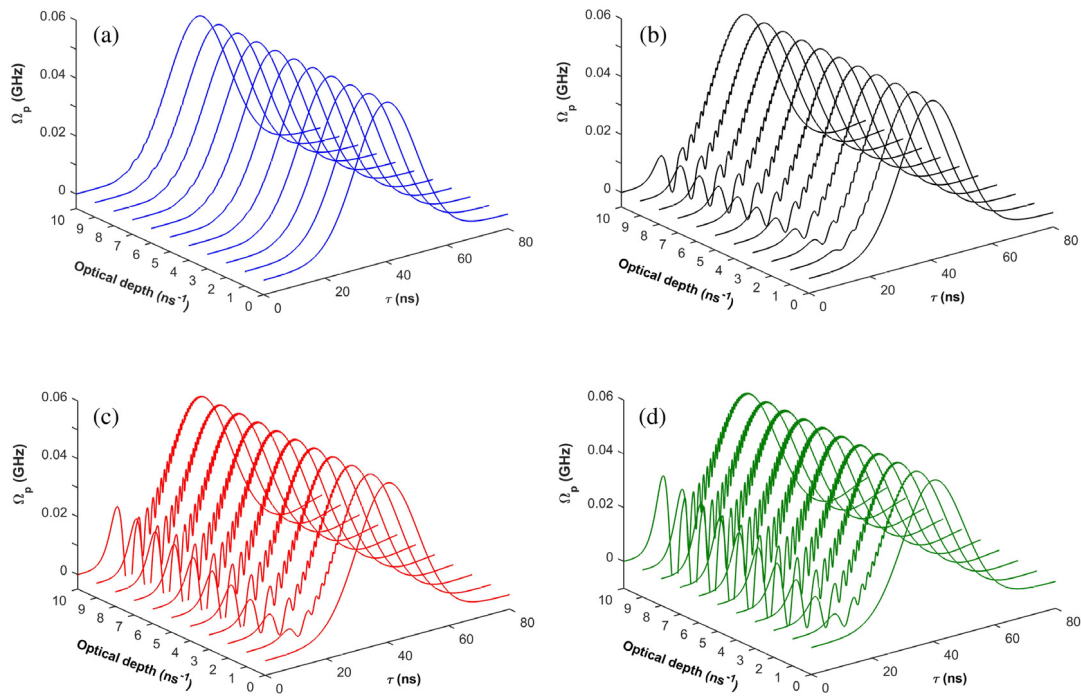 (a)
0.06
0.04
0.02
0
Ωp (GHz)
10 9 8 7 6 5 4 3 2 1 0
Optical depth (ns⁻¹)
0 20 40 60 80
τ (ns)
(b)
0.06
0.04
0.02
0
Ωp (GHz)
10 9 8 7 6 5 4 3 2 1 0
Optical depth (ns⁻¹)
0 20 40 60 80
τ (ns)
(c)
0.06
0.04
0.02
0
Ωp (GHz)
10 9 8 7 6 5 4 3 2 1 0
Optical depth (ns⁻¹)
0 20 40 60 80
τ (ns)
(d)
0.06
0.04
0.02
0
Ωp (GHz)
10 9 8 7 6 5 4 3 2 1 0
Optical depth (ns⁻¹)
0 20 40 60 80
τ (ns)